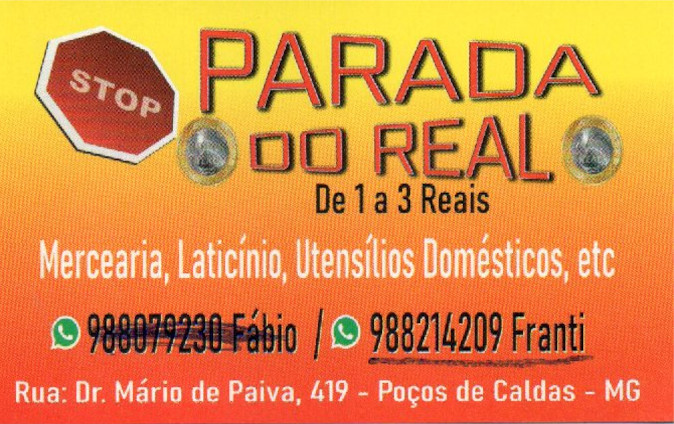 STOP
PARADA
DO REAL
De 1 a 3 Reais
Mercearia, Laticínio, Utensílios Domésticos, etc
988079230 Fábio / 988214209 Franti
Rua: Dr. Mário de Paiva, 419 - Poços de Caldas - MG